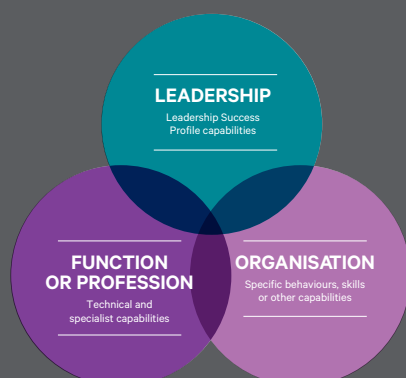 LEADERSHIP
Leadership Success
Profile capabilities
FUNCTION
OR PROFESSION
Technical and
specialist capabilities
ORGANISATION
Specific behaviours, skills
or other capabilities